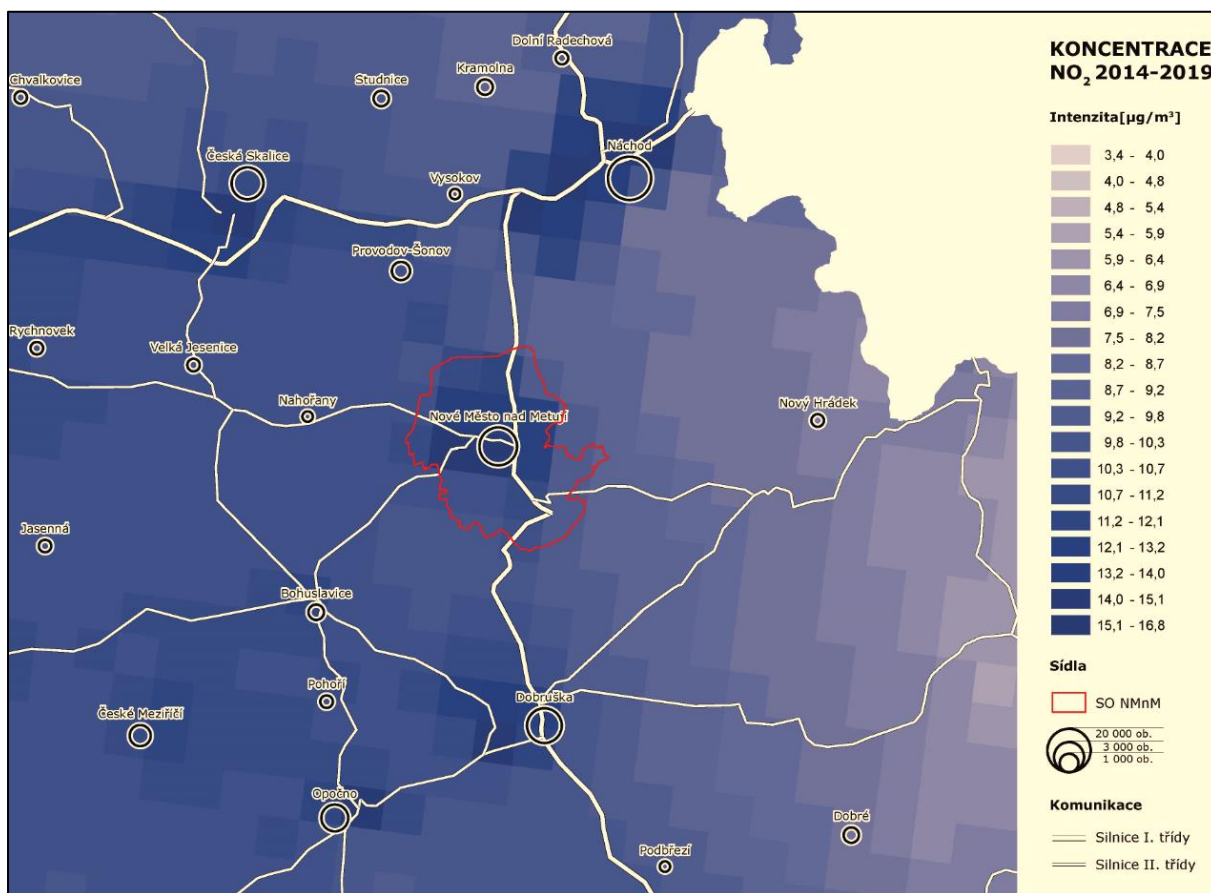 Dolní Radechová
Chvalkovice
Studnice
Kramolna
Náchod
Česká Skalice
Vysokov
Provodov-Šonov
Rychnovek
Velká Jesenice
Nahořany
Nové Město nad Metují
Nový Hrádek
Jasenná
Bohuslavice
Pohoří
České Meziříčí
Dobruška
Opočno
Dobré
Podbřezí
KONCENTRACE
NO₂ 2014-2019
Intenzita[µg/m³]
3,4 - 4,0
4,0 - 4,8
4,8 - 5,4
5,4 - 5,9
5,9 - 6,4
6,4 - 6,9
6,9 - 7,5
7,5 - 8,2
8,2 - 8,7
8,7 - 9,2
9,2 - 9,8
9,8 - 10,3
10,3 - 10,7
10,7 - 11,2
11,2 - 12,1
12,1 - 13,2
13,2 - 14,0
14,0 - 15,1
15,1 - 16,8
Sídla
SO NMnM
20 000 ob.
3 000 ob.
1 000 ob.
Komunikace
Silnice I. třídy
Silnice II. třídy